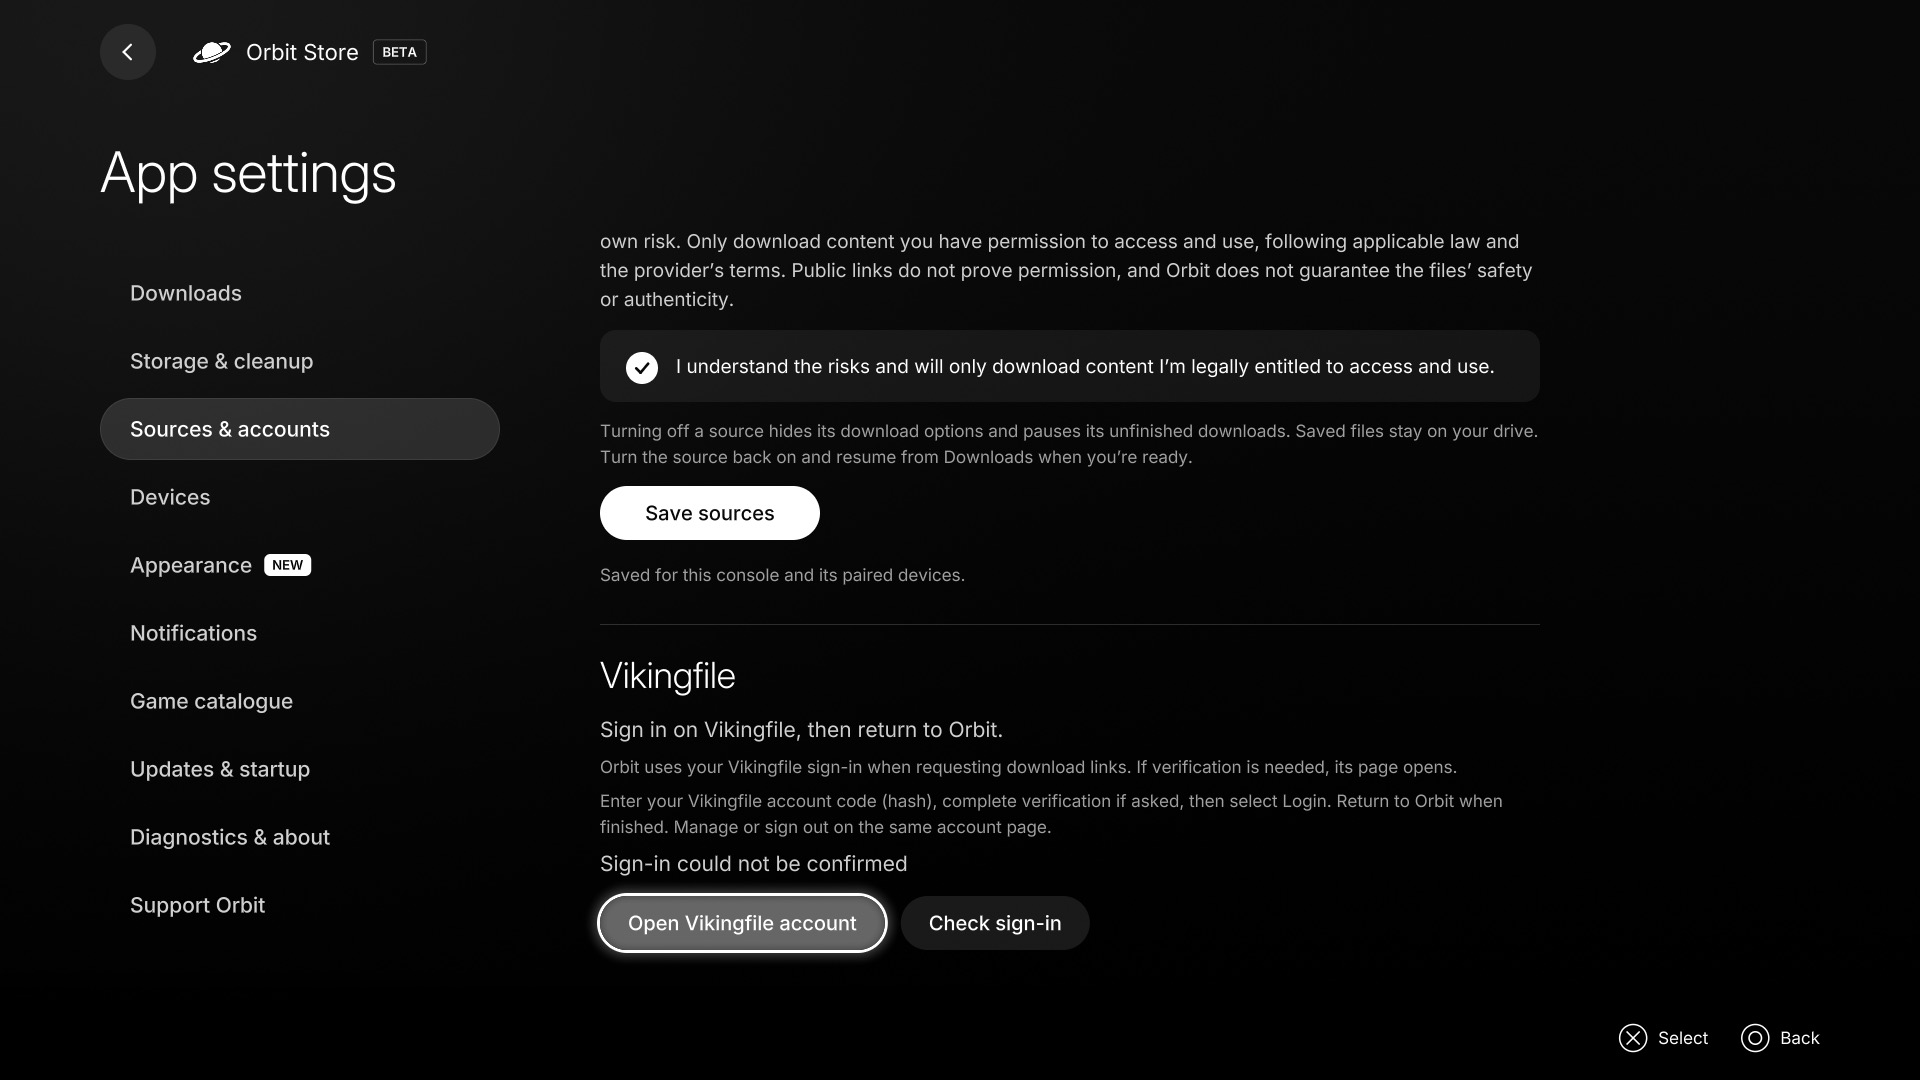 Orbit Store BETA
App settings
Downloads
Storage & cleanup
Sources & accounts
Devices
Appearance NEW
Notifications
Game catalogue
Updates & startup
Diagnostics & about
Support Orbit
own risk. Only download content you have permission to access and use, following applicable law and
the provider’s terms. Public links do not prove permission, and Orbit does not guarantee the files’ safety
or authenticity.
I understand the risks and will only download content I’m legally entitled to access and use.
Turning off a source hides its download options and pauses its unfinished downloads. Saved files stay on your drive.
Turn the source back on and resume from Downloads when you’re ready.
Save sources
Saved for this console and its paired devices.
Vikingfile
Sign in on Vikingfile, then return to Orbit.
Orbit uses your Vikingfile sign-in when requesting download links. If verification is needed, its page opens.
Enter your Vikingfile account code (hash), complete verification if asked, then select Login. Return to Orbit when
finished. Manage or sign out on the same account page.
Sign-in could not be confirmed
Open Vikingfile account
Check sign-in
Select
Back